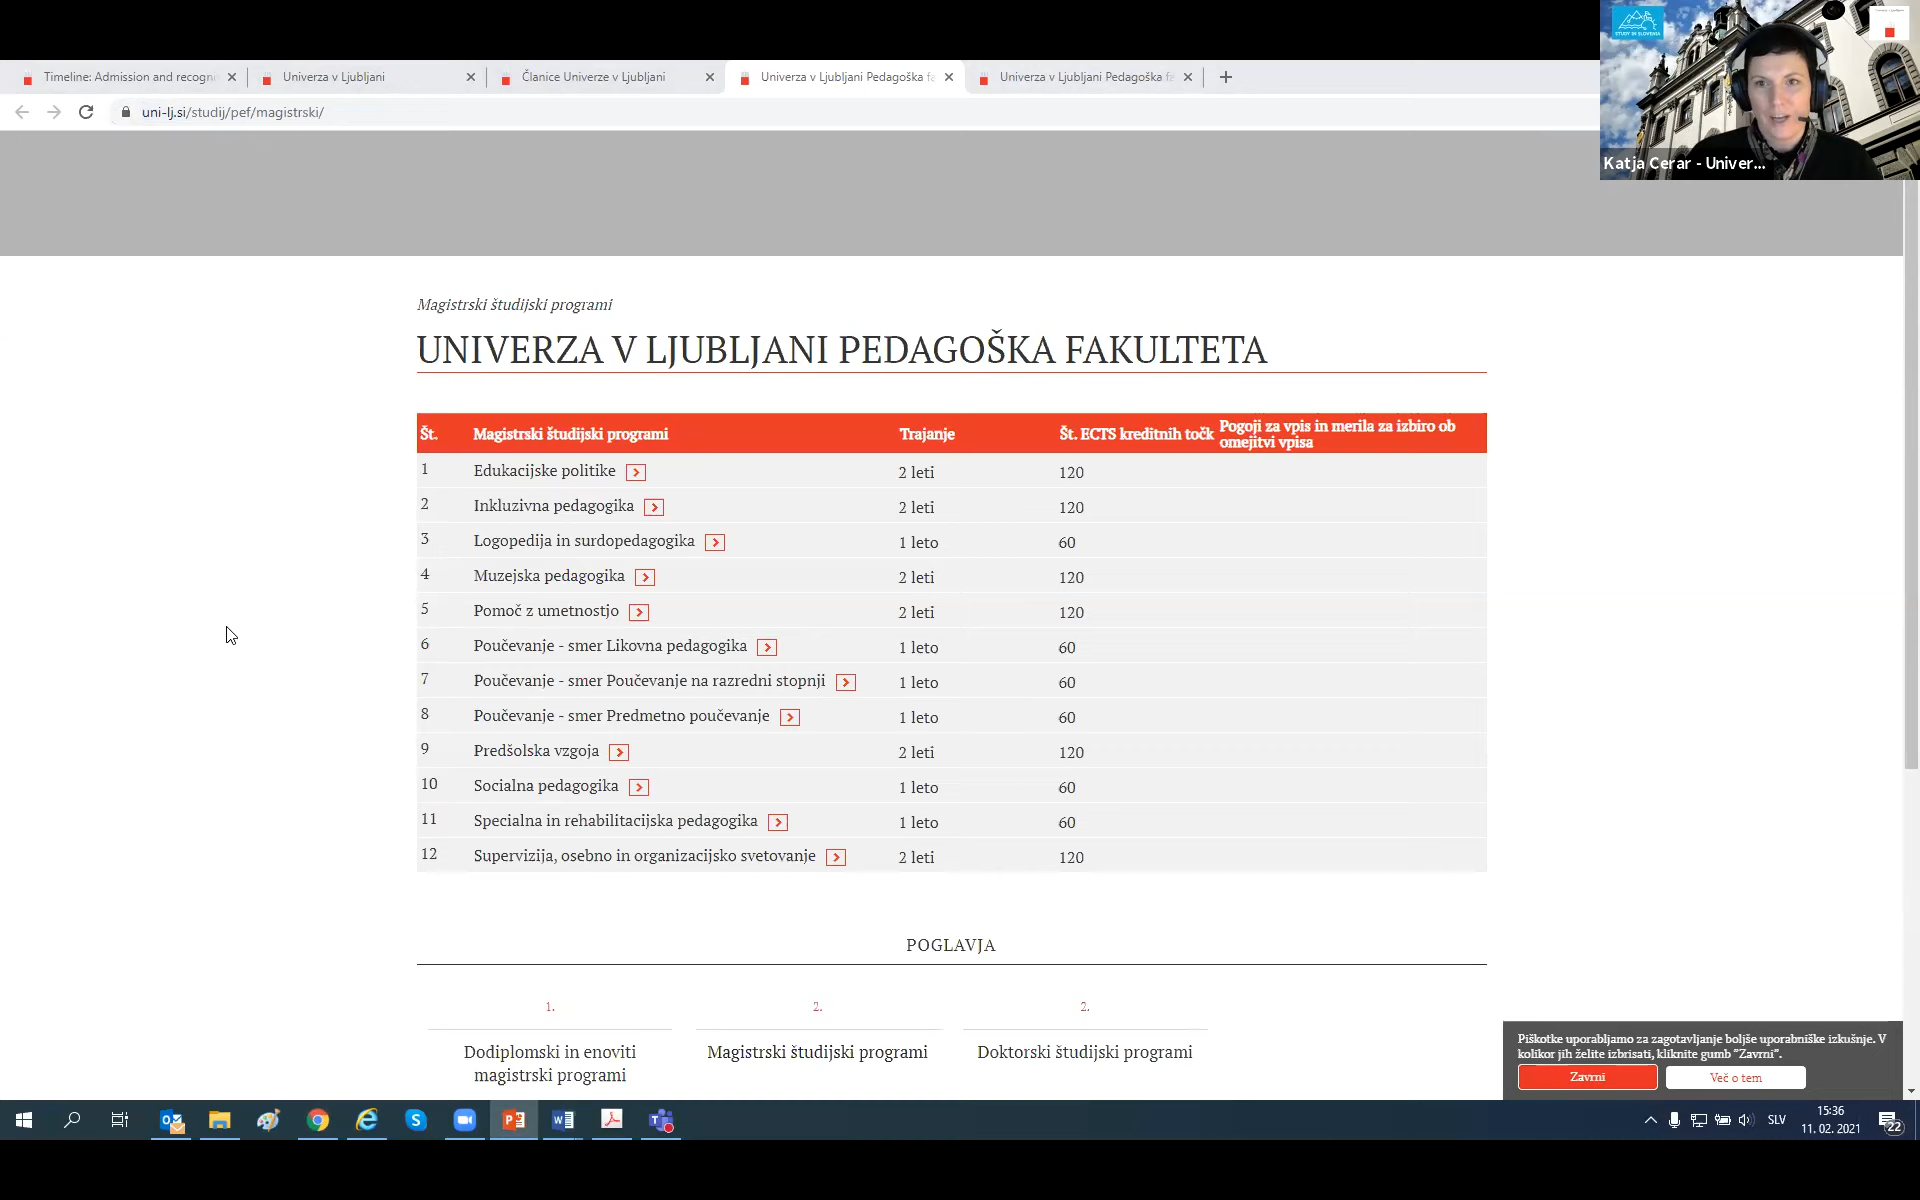 Timeline: Admission and recogni
Univerza v Ljubljani
Članice Univerze v Ljubljani
Univerza v Ljubljani Pedagoška fa
Univerza v Ljubljani Pedagoška fa
uni-lj.si/studij/pef/magistrski/
STUDY IN SLOVENIA
Katja Cerar - Univer...
Magistrski študijski programi
UNIVERZA V LJUBLJANI PEDAGOŠKA FAKULTETA
Št. Magistrski študijski programi Trajanje Št. ECTS kreditnih točk Pogoji za vpis in merila za izbiro ob
omejitvi vpisa
1 Edukacijske politike 2 leti 120
2 Inkluzivna pedagogika 2 leti 120
3 Logopedija in surdopedagogika 1 leto 60
4 Muzejska pedagogika 2 leti 120
5 Pomoč z umetnostjo 2 leti 120
6 Poučevanje - smer Likovna pedagogika 1 leto 60
7 Poučevanje - smer Poučevanje na razredni stopnji 1 leto 60
8 Poučevanje - smer Predmetno poučevanje 1 leto 60
9 Predšolska vzgoja 2 leti 120
10 Socialna pedagogika 1 leto 60
11 Specialna in rehabilitacijska pedagogika 1 leto 60
12 Supervizija, osebno in organizacijsko svetovanje 2 leti 120
POGLAVJA
1. 2. 2.
Dodiplomski in enoviti Magistrski študijski programi Doktorski študijski programi
magistrski programi
Piškotke uporabljamo za zagotavljanje boljše uporabniške izkušnje. V
kolikor jih želite izbrisati, kliknite gumb "Zavrni".
Zavrni Več o tem
SLV
15:36
11. 02. 2021
22